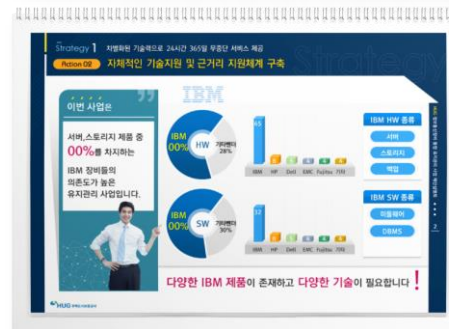 Strategy 1 차별화된 기술력으로 24시간 365일 무중단 서비스 제공
Action 02 자체적인 기술지원 및 근거리 지원체계 구축
Strategy
이번 사업은
서버,스토리지 제품 중
00%를 차지하는
IBM 장비들의
의존도가 높은
유지관리 사업입니다.
IBM
IBM
00%
HW
기타벤더
28%
65
IBM HP Dell EMC Fujitsu 기타
IBM HW 종류
서버
스토리지
백업
IBM
00%
SW
기타벤더
30%
32
IBM HW Dell EMC Fujitsu 기타
IBM SW 종류
미들웨어
DBMS
다양한 IBM 제품이 존재하고 다양한 기술이 필요합니다 !
HUG